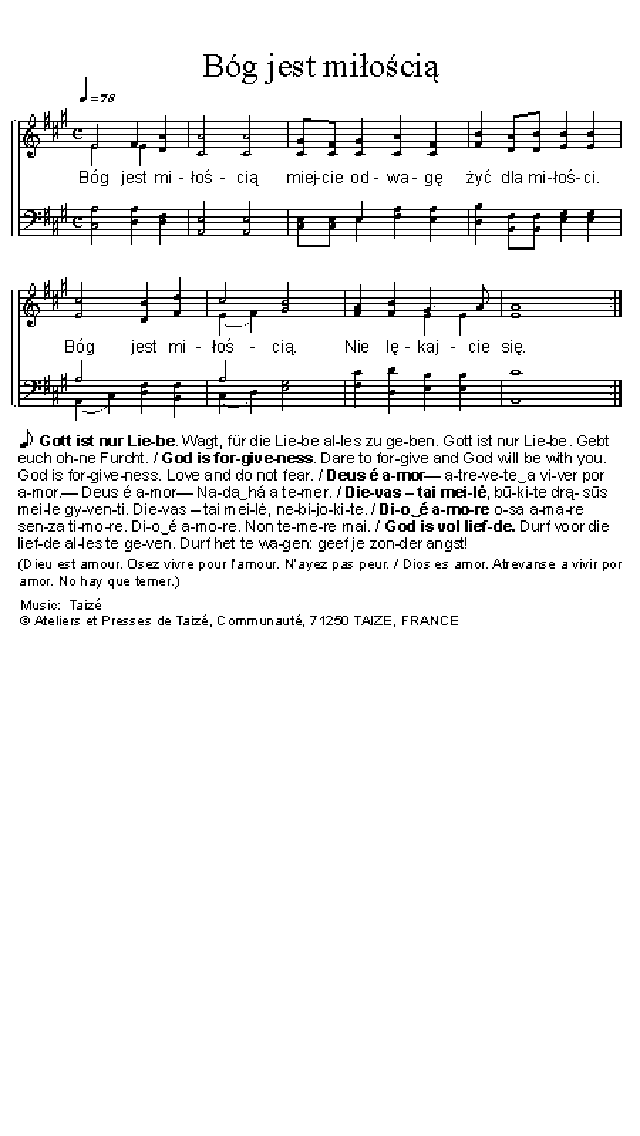 Bóg jest miłością
♩=78
Bóg jest mi - łoś - cią miej-cie od - wa - gę żyć dla mi-łoś-ci.
Bóg jest mi - łoś - cią. Nie lę - kaj - cie się.
♪ Gott ist nur Lie-be. Wagt, für die Lie-be al-les zu ge-ben. Gott ist nur Lie-be. Gebt
euch oh-ne Furcht. / God is for-give-ness. Dare to for-give and God will be with you.
God is for-give-ness. Love and do not fear. / Deus é a-mor— a-tre-ve-te‿a vi-ver por
a-mor.— Deus é a-mor— Na-da‿há a te-mer. / Die-vas – tai mei-lė, bū-ki-te drą- sūs
mei-le gy-ven-ti. Die-vas – tai mei-lė, ne-bi-jo-ki-te. / Di-o‿é a-mo-re o-sa a-ma-re
sen-za ti-mo-re. Di-o‿é a-mo-re. Non te-me-re mai. / God is vol lief-de. Durf voor die
lief-de al-les te ge-ven. Durf het te wa-gen: geef je zon-der angst!
(Dieu est amour. Osez vivre pour l'amour. N'ayez pas peur. / Dios es amor. Atrevanse a vivir por
amor. No hay que temer.)
Music: Taizé
© Ateliers et Presses de Taizé, Communauté, 71250 TAIZE, FRANCE